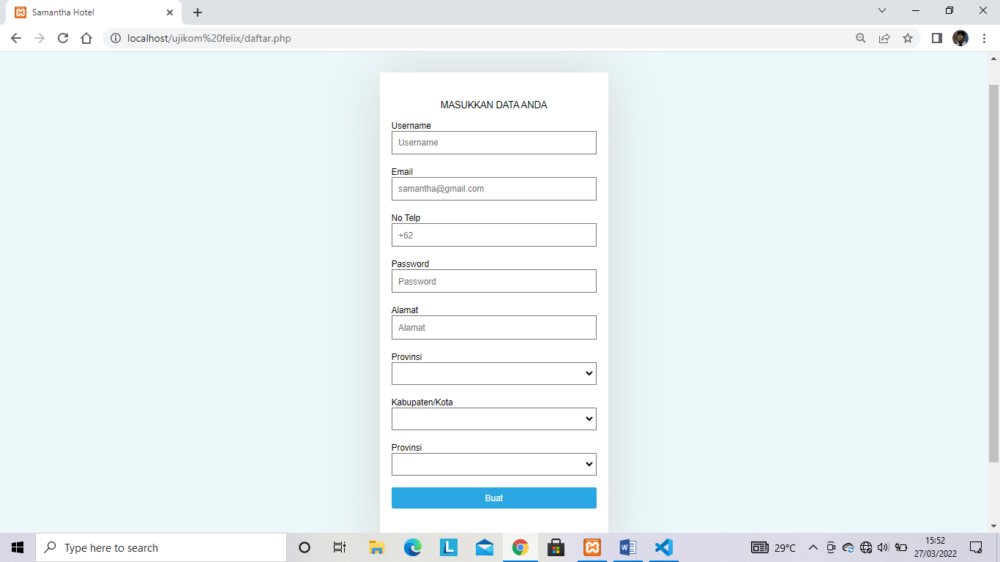 Samantha Hotel
localhost/ujikom%20felix/daftar.php
MASUKKAN DATA ANDA
Username
Username
Email
samantha@gmail.com
No Telp
+62
Password
Password
Alamat
Alamat
Provinsi
Kabupaten/Kota
Provinsi
Buat
Type here to search
29°C
15:52
27/03/2022